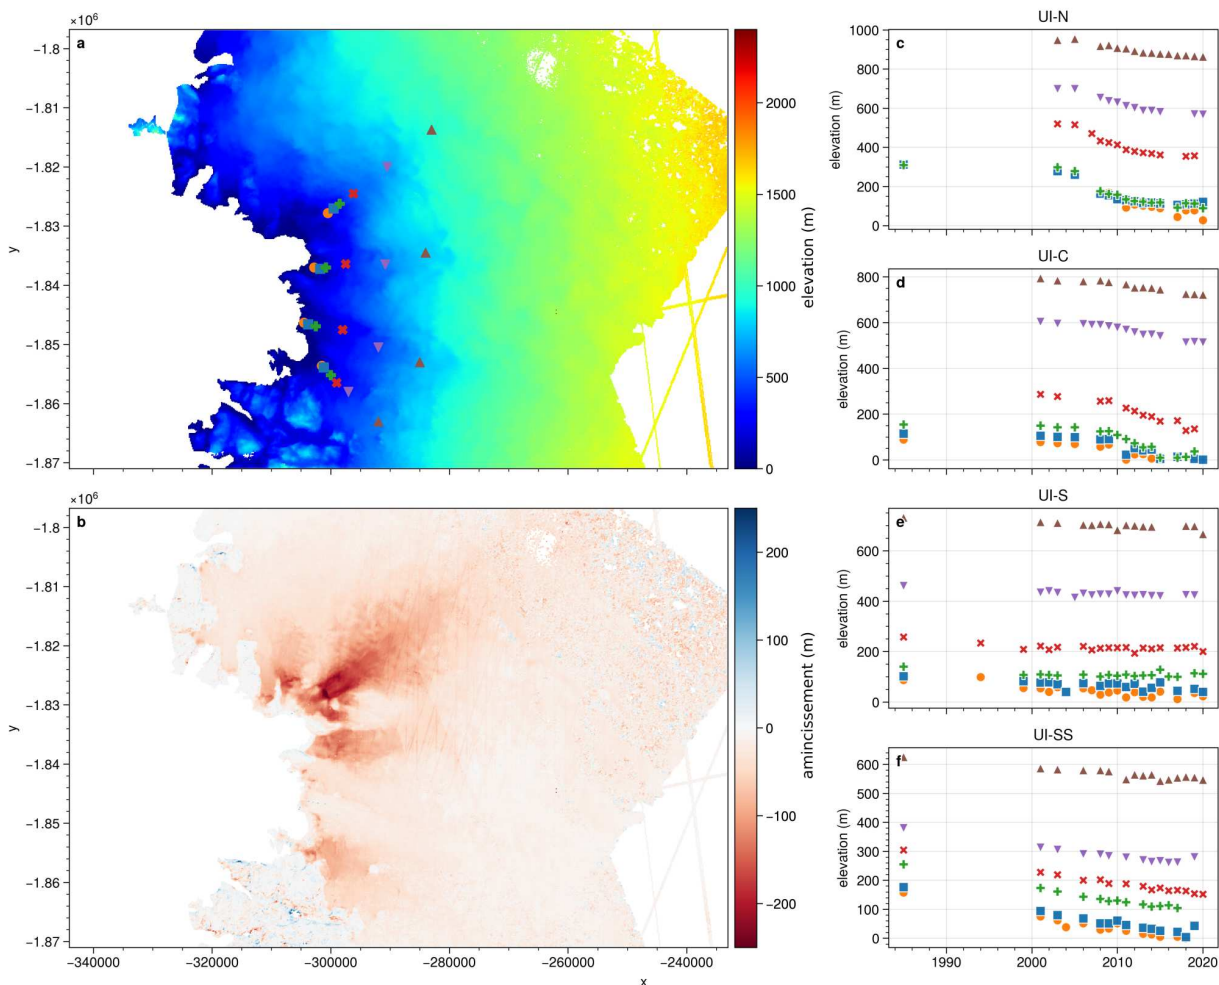 ×10⁶
a
−1.8
−1.81
−1.82
−1.83
−1.84
−1.85
−1.86
−1.87
y
2000
1500
1000
500
0
elevation (m)
×10⁶
b
−1.8
−1.81
−1.82
−1.83
−1.84
−1.85
−1.86
−1.87
y
−340000 −320000 −300000 −280000 −260000 −240000
x
200
100
0
−100
−200
amincissement (m)
UI-N
c
1000
800
600
400
200
0
elevation (m)
UI-C
d
800
600
400
200
0
elevation (m)
UI-S
e
600
400
200
0
elevation (m)
UI-SS
f
600
500
400
300
200
100
0
elevation (m)
1990 2000 2010 2020